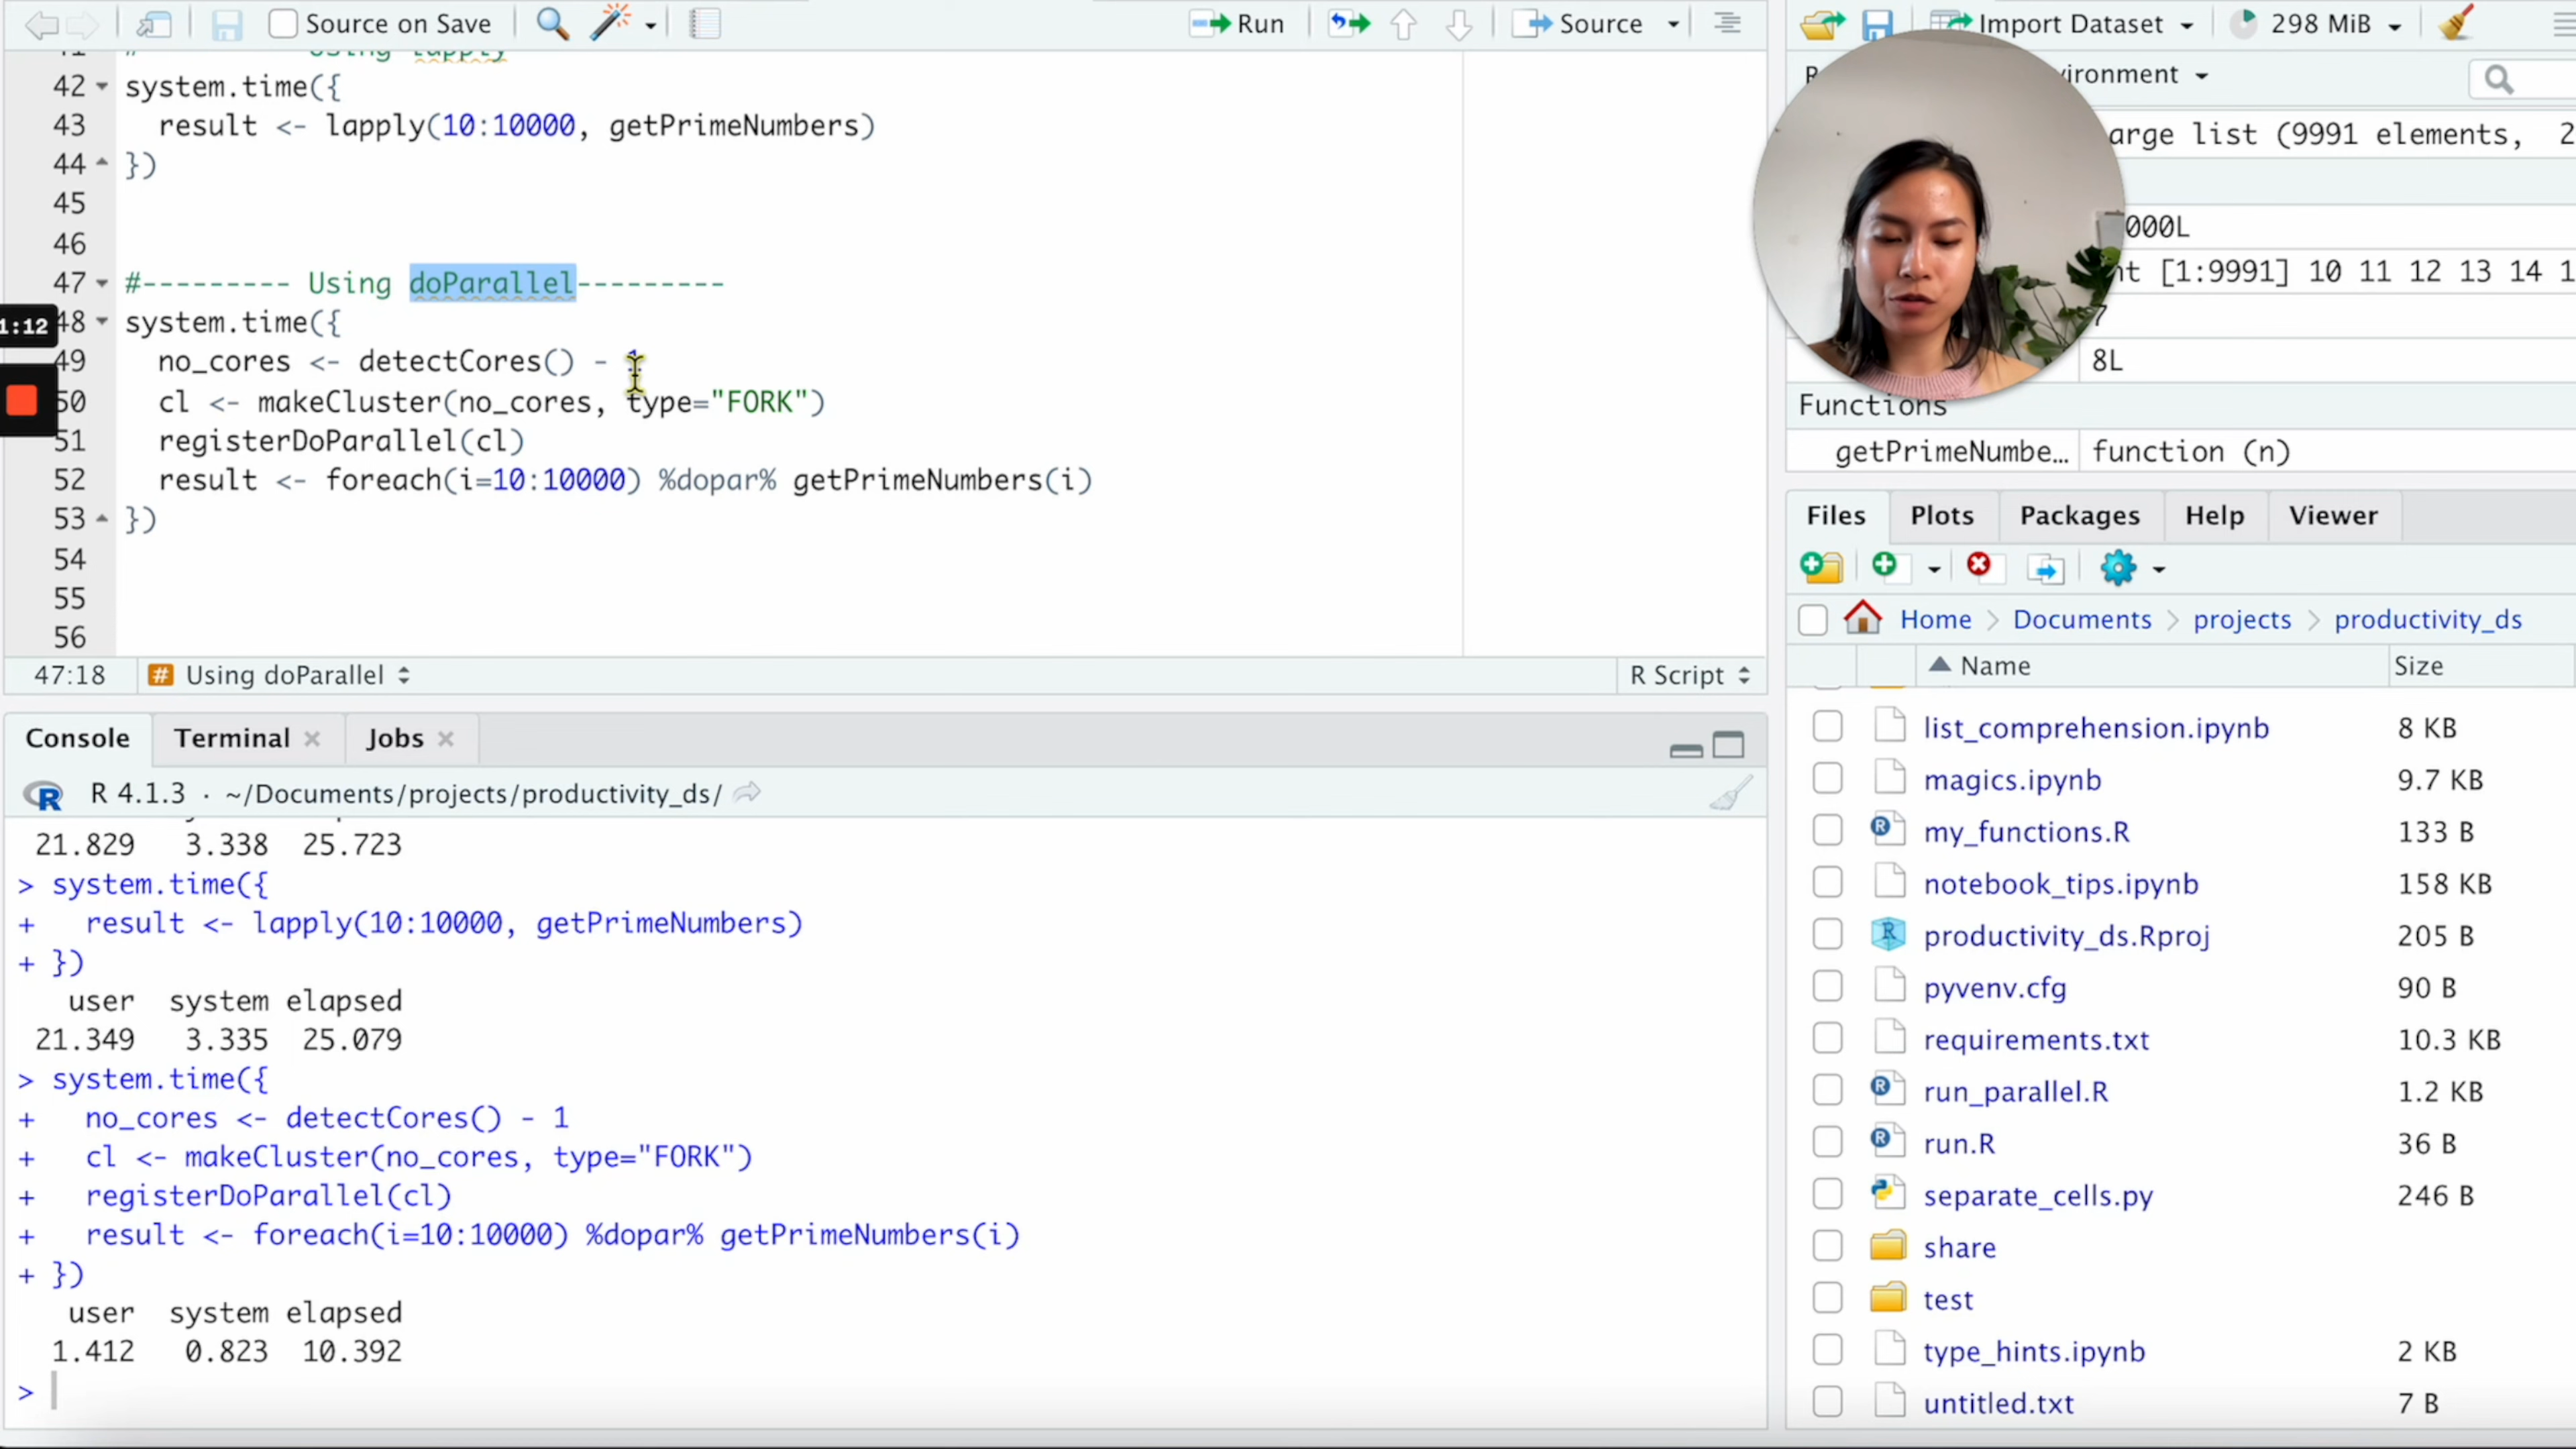 Source on Save
Run
Source
Import Dataset
298 MiB
42 system.time({
43 result <- lapply(10:10000, getPrimeNumbers)
44 })
45
46
47 #--------- Using doParallel---------
48 system.time({
49 no_cores <- detectCores() -
50 cl <- makeCluster(no_cores, type="FORK")
51 registerDoParallel(cl)
52 result <- foreach(i=10:10000) %dopar% getPrimeNumbers(i)
53 })
54
55
56
1:12
47:18 # Using doParallel
R Script
Console Terminal Jobs
R 4.1.3 · ~/Documents/projects/productivity_ds/
21.829 3.338 25.723
> system.time({
+ result <- lapply(10:10000, getPrimeNumbers)
+ })
user system elapsed
21.349 3.335 25.079
> system.time({
+ no_cores <- detectCores() - 1
+ cl <- makeCluster(no_cores, type="FORK")
+ registerDoParallel(cl)
+ result <- foreach(i=10:10000) %dopar% getPrimeNumbers(i)
+ })
user system elapsed
1.412 0.823 10.392
>
R vironment
arge list (9991 elements, 2
000L
nt [1:9991] 10 11 12 13 14 1
7
8L
Functions
getPrimeNumbe… function (n)
Files Plots Packages Help Viewer
Home > Documents > projects > productivity_ds
Name Size
list_comprehension.ipynb 8 KB
magics.ipynb 9.7 KB
my_functions.R 133 B
notebook_tips.ipynb 158 KB
productivity_ds.Rproj 205 B
pyvenv.cfg 90 B
requirements.txt 10.3 KB
run_parallel.R 1.2 KB
run.R 36 B
separate_cells.py 246 B
share
test
type_hints.ipynb 2 KB
untitled.txt 7 B